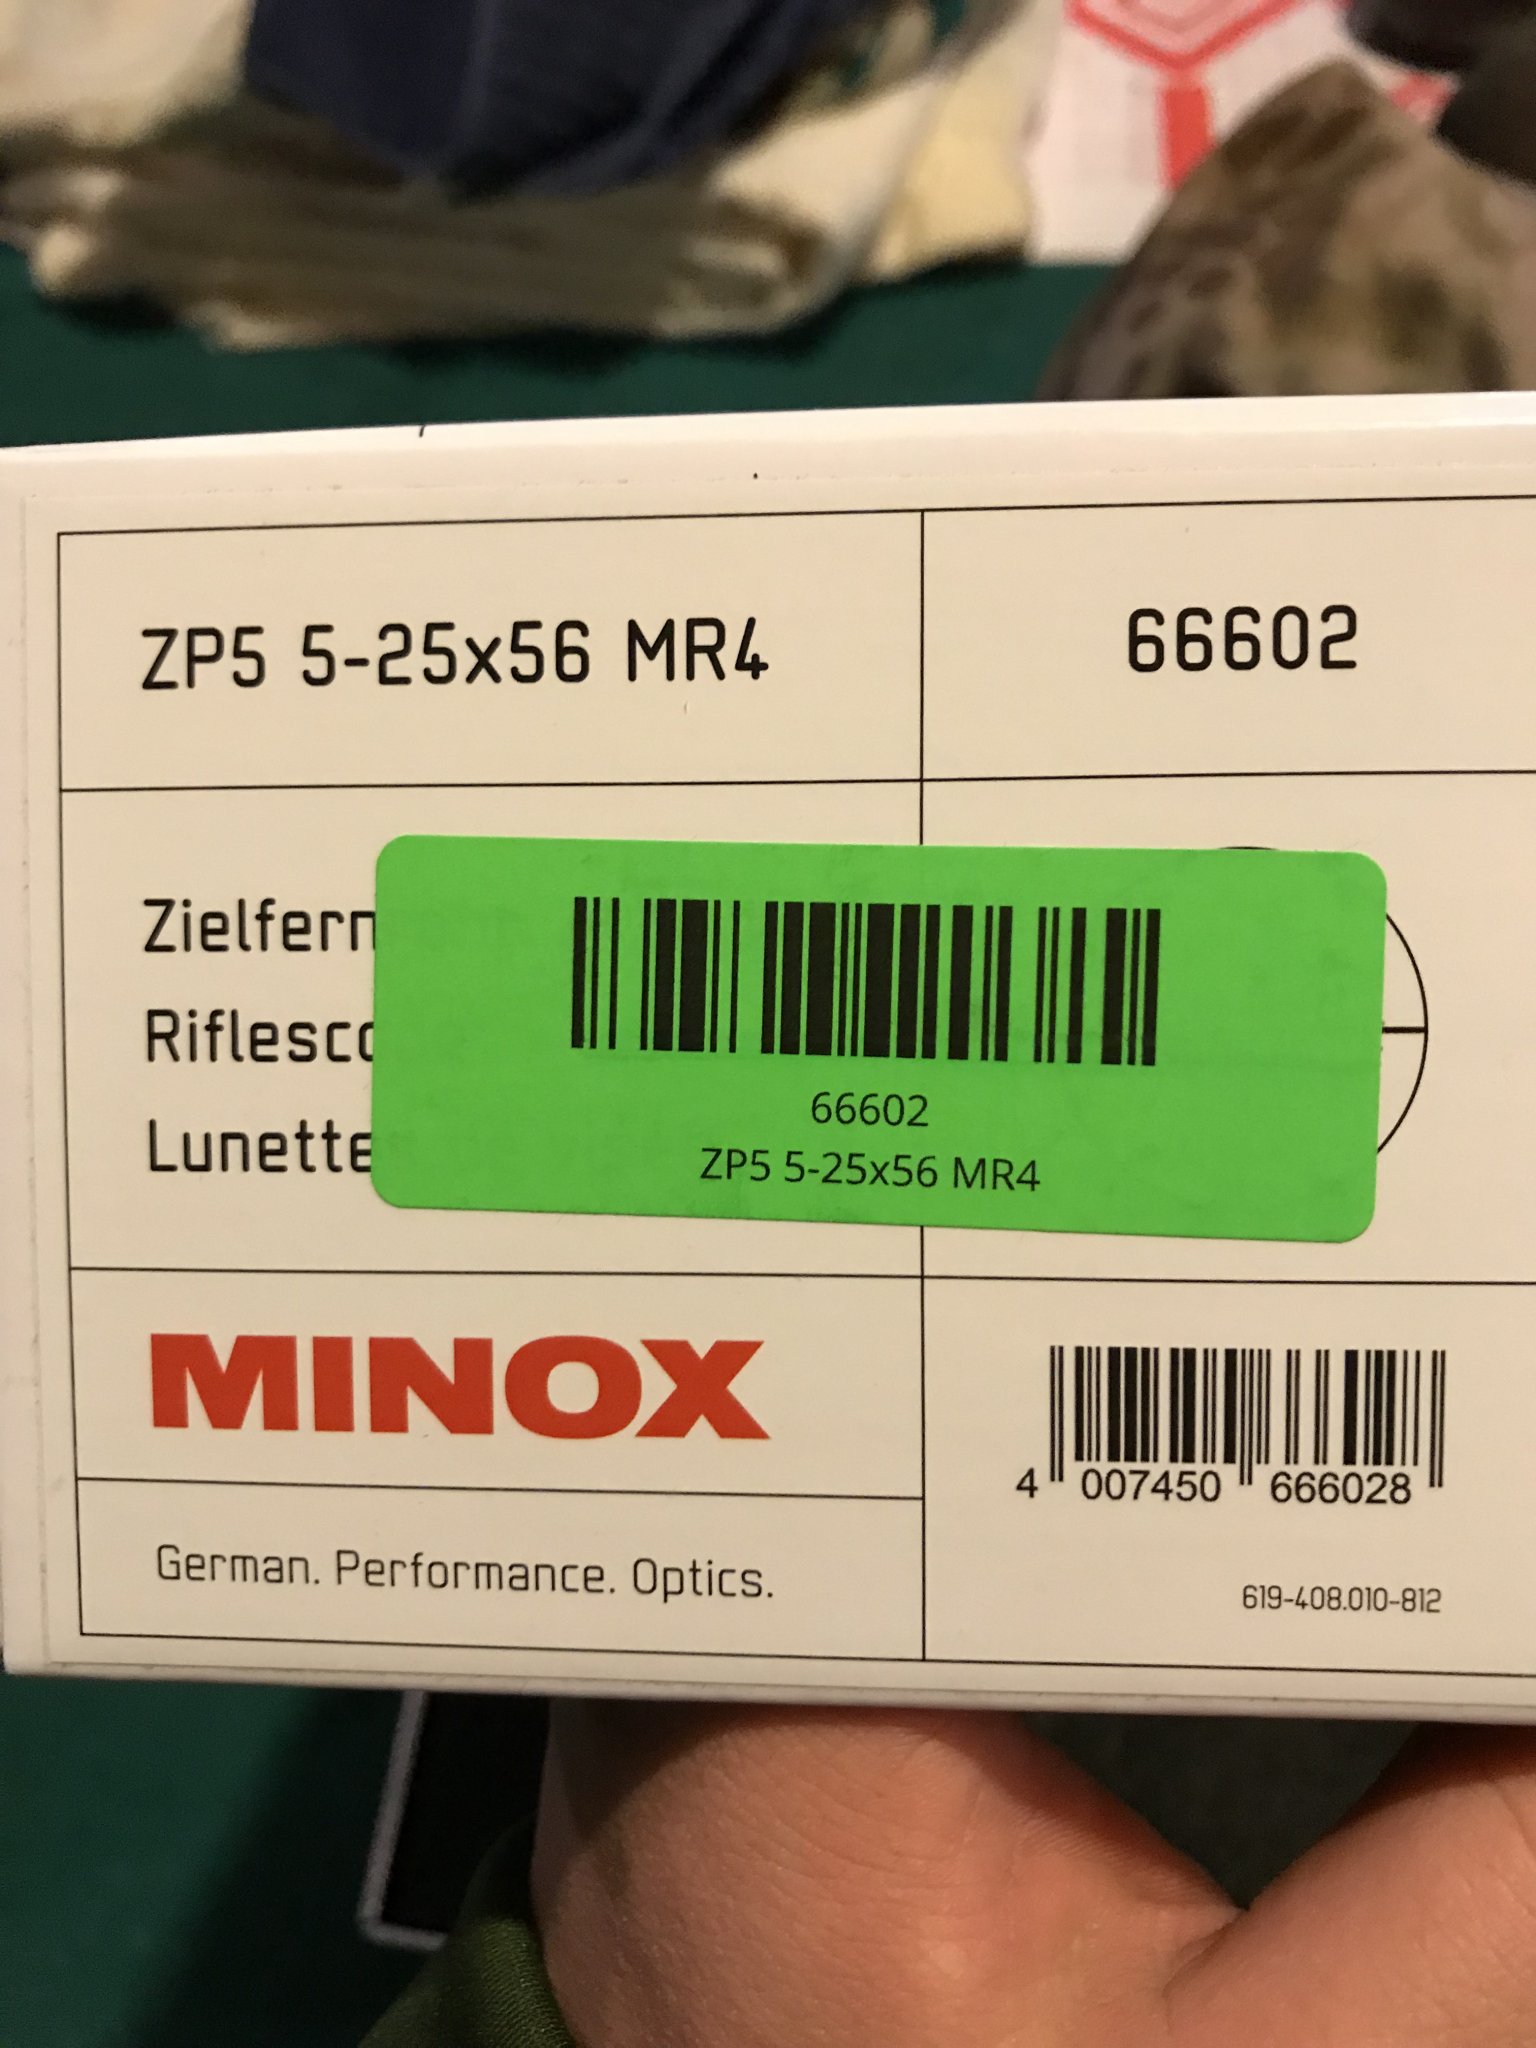 ZP5 5-25x56 MR4
66602
Zielfern
Riflesc
Lunette
66602
ZP5 5-25x56 MR4
MINOX
4 007450 666028
German. Performance. Optics.
619-408.010-812